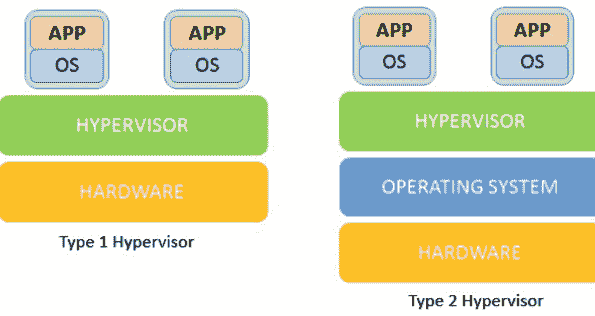 APP
OS
APP
OS
HYPERVISOR
HARDWARE
Type 1 Hypervisor
APP
OS
APP
OS
HYPERVISOR
OPERATING SYSTEM
HARDWARE
Type 2 Hypervisor